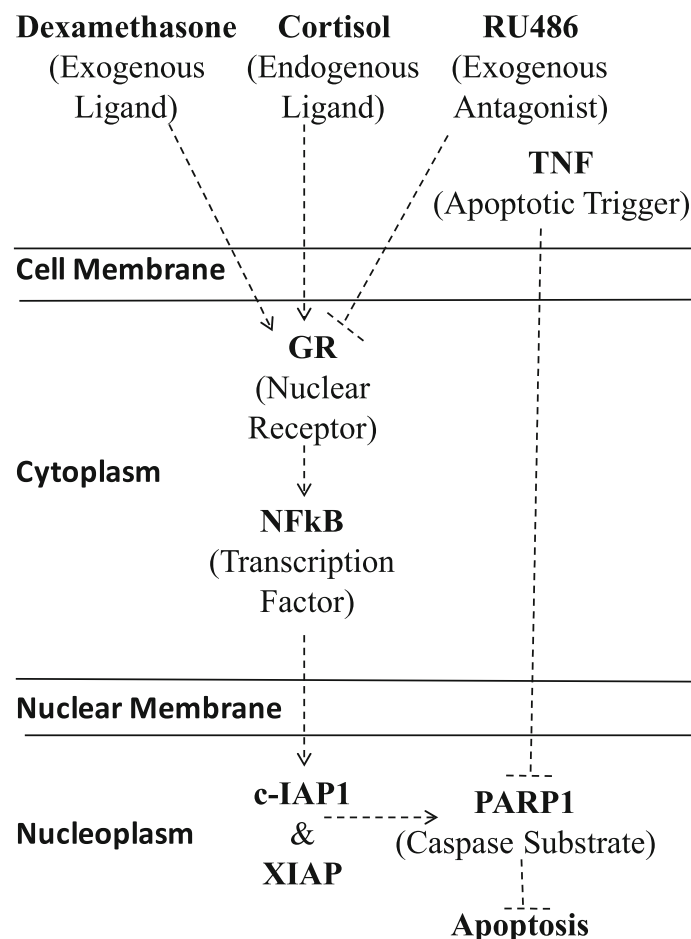 Dexamethasone
(Exogenous
Ligand)
Cortisol
(Endogenous
Ligand)
RU486
(Exogenous
Antagonist)
TNF
(Apoptotic Trigger)
Cell Membrane
GR
(Nuclear
Receptor)
Cytoplasm
NFkB
(Transcription
Factor)
Nuclear Membrane
c-IAP1
&
XIAP
Nucleoplasm
PARP1
(Caspase Substrate)
Apoptosis